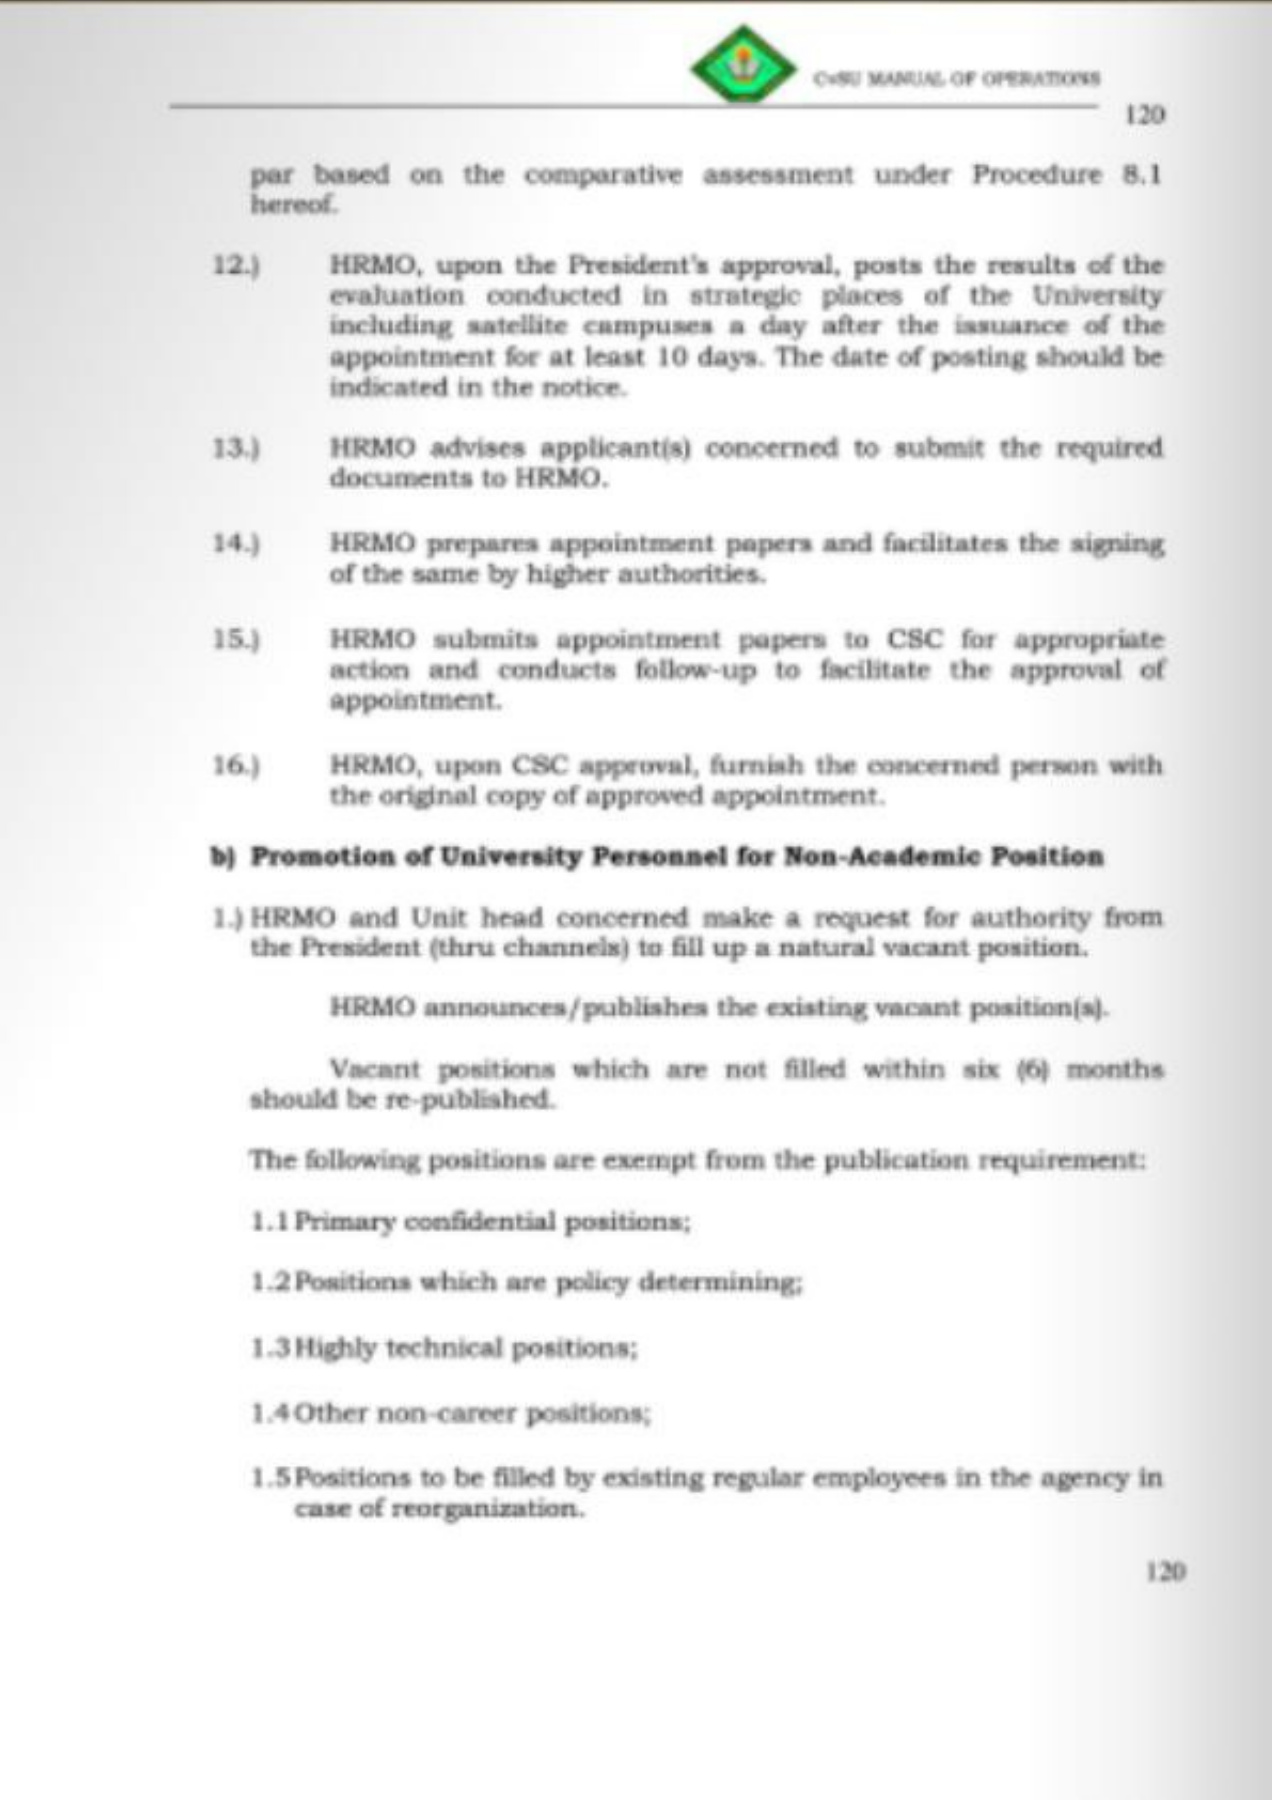 CvSU MANUAL OF OPERATIONS
120
par based on the comparative assessment under Procedure 8.1
hereof.
12.) HRMO, upon the President's approval, posts the results of the
evaluation conducted in strategic places of the University
including satellite campuses a day after the issuance of the
appointment for at least 10 days. The date of posting should be
indicated in the notice.
13.) HRMO advises applicant(s) concerned to submit the required
documents to HRMO.
14.) HRMO prepares appointment papers and facilitates the signing
of the same by higher authorities.
15.) HRMO submits appointment papers to CSC for appropriate
action and conducts follow-up to facilitate the approval of
appointment.
16.) HRMO, upon CSC approval, furnish the concerned person with
the original copy of approved appointment.
b) Promotion of University Personnel for Non-Academic Position
1.) HRMO and Unit head concerned make a request for authority from
the President (thru channels) to fill up a natural vacant position.
HRMO announces/publishes the existing vacant position(s).
Vacant positions which are not filled within six (6) months
should be re-published.
The following positions are exempt from the publication requirement:
1.1 Primary confidential positions;
1.2 Positions which are policy determining;
1.3 Highly technical positions;
1.4 Other non-career positions;
1.5 Positions to be filled by existing regular employees in the agency in
case of reorganization.
120